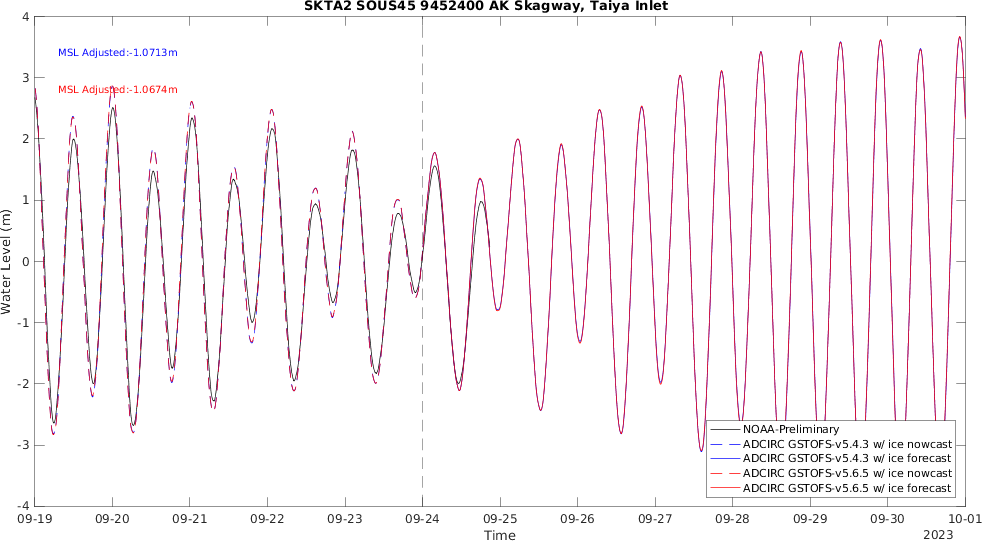 SKTA2 SOUS45 9452400 AK Skagway, Taiya Inlet
MSL Adjusted:-1.0713m
MSL Adjusted:-1.0674m
Water Level (m)
4
3
2
1
0
-1
-2
-3
-4
NOAA-Preliminary
ADCIRC GSTOFS-v5.4.3 w/ ice nowcast
ADCIRC GSTOFS-v5.4.3 w/ ice forecast
ADCIRC GSTOFS-v5.6.5 w/ ice nowcast
ADCIRC GSTOFS-v5.6.5 w/ ice forecast
09-19 09-20 09-21 09-22 09-23 09-24 09-25 09-26 09-27 09-28 09-29 09-30 10-01
Time
2023